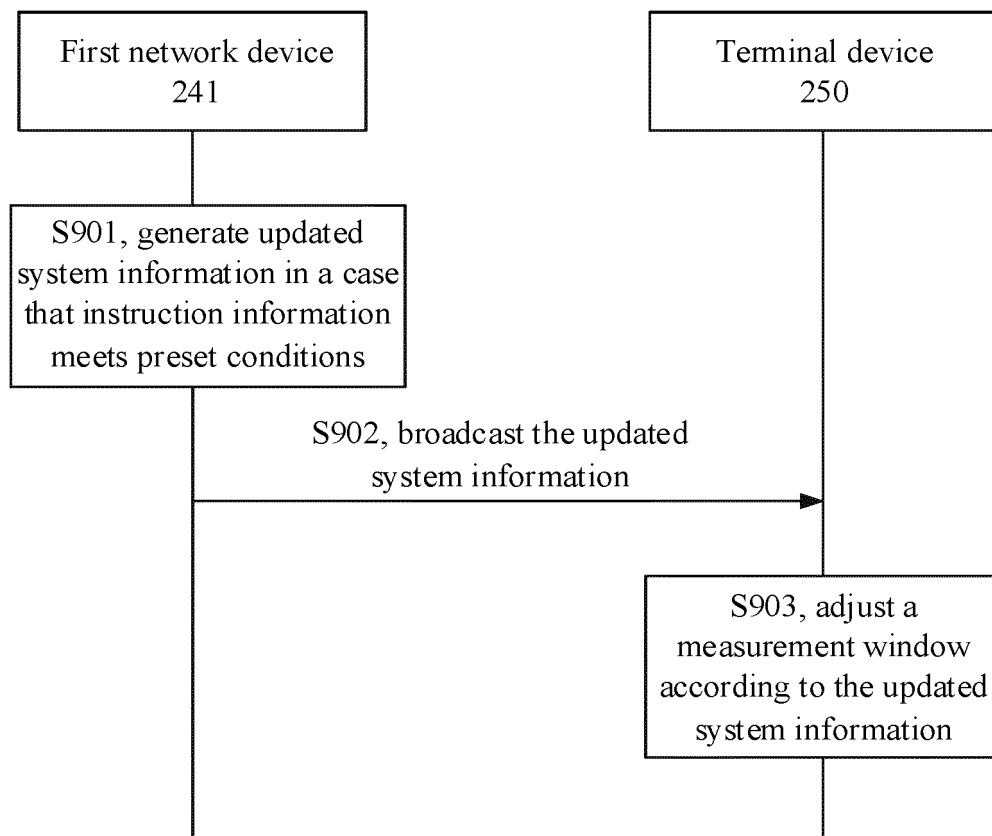 First network device
241
Terminal device
250
S901, generate updated
system information in a case
that instruction information
meets preset conditions
S902, broadcast the updated
system information
S903, adjust a
measurement window
according to the updated
system information